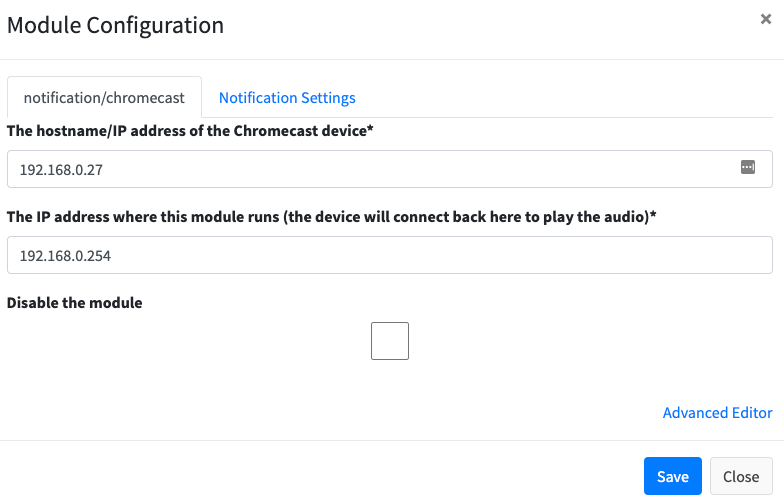 Module Configuration
×
notification/chromecast
Notification Settings
The hostname/IP address of the Chromecast device*
192.168.0.27
The IP address where this module runs (the device will connect back here to play the audio)*
192.168.0.254
Disable the module
Advanced Editor
Save
Close